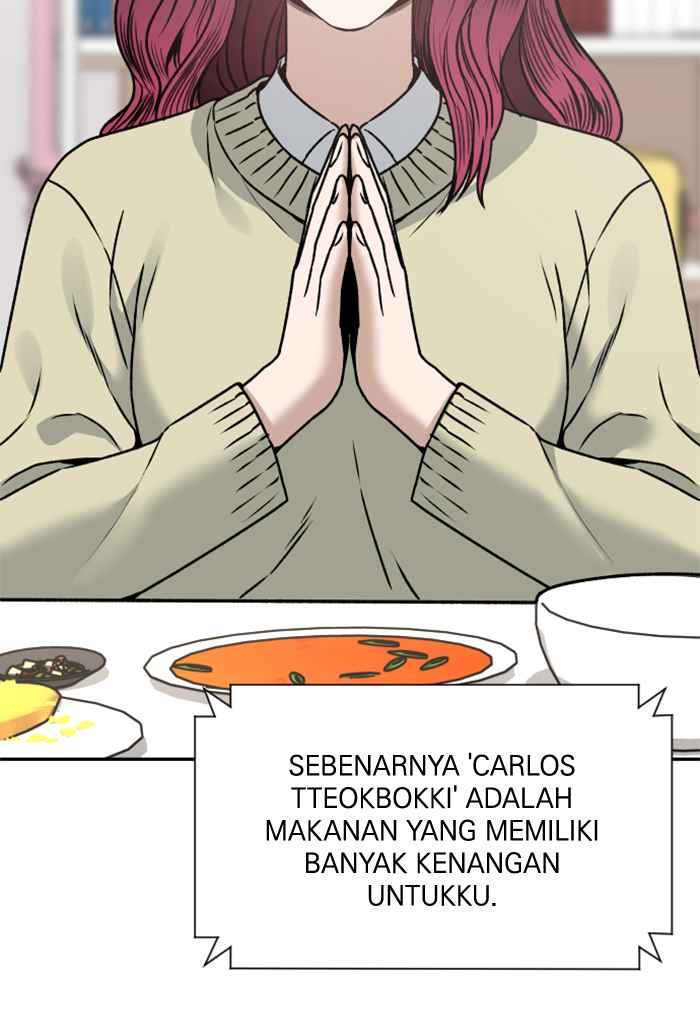 SEBENARNYA 'CARLOS
TTEOKBOKKI' ADALAH
MAKANAN YANG MEMILIKI
BANYAK KENANGAN
UNTUKKU.